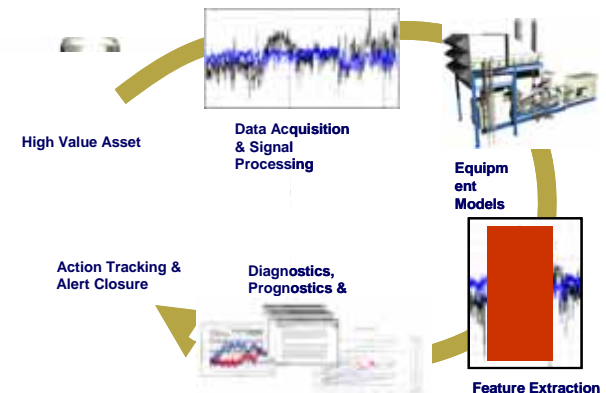 High Value Asset
Data Acquisition
& Signal
Processing
Equipm
ent
Models
Action Tracking &
Alert Closure
Diagnostics,
Prognostics &
Feature Extraction